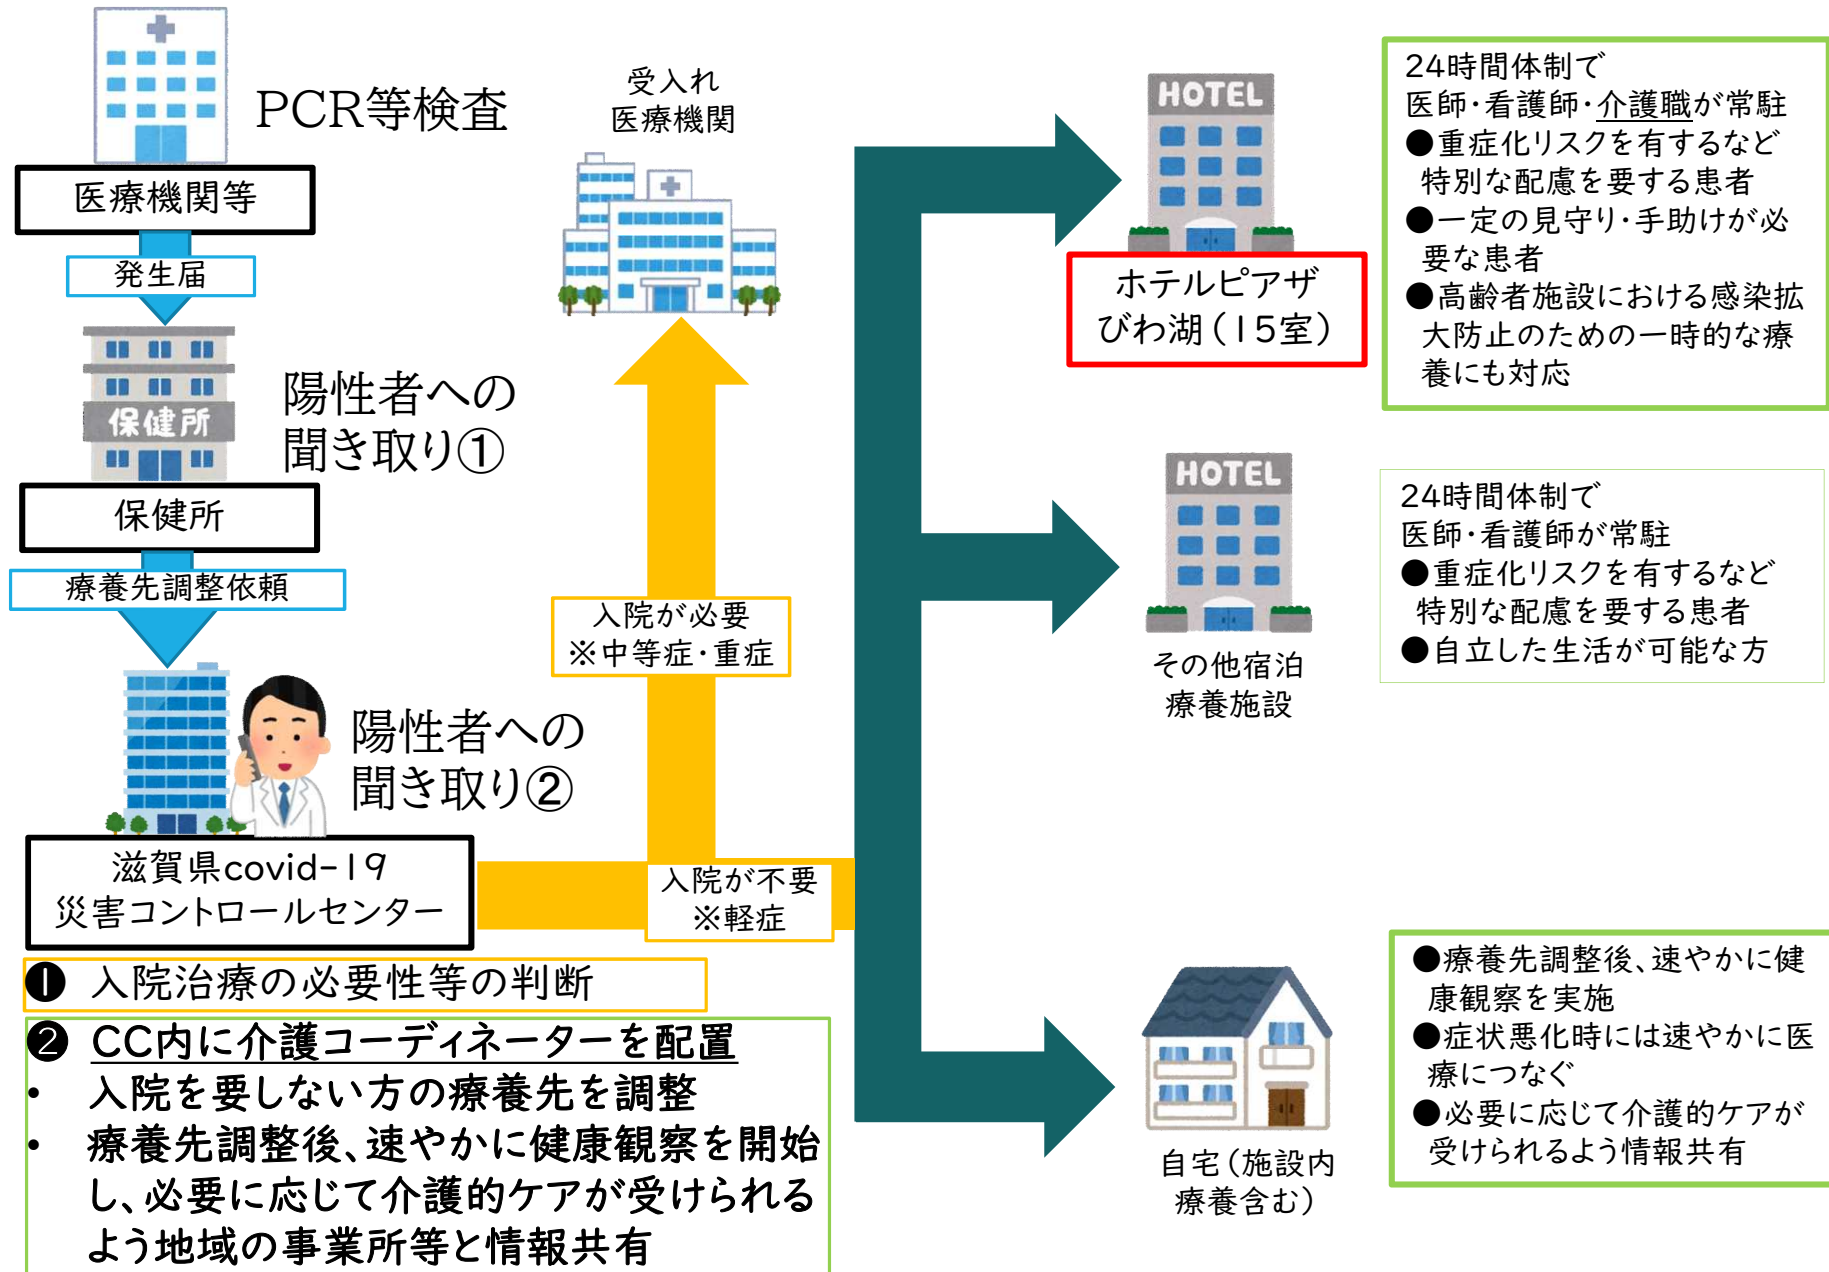 PCR等検査
医療機関等
発生届
保健所
陽性者への
聞き取り①
保健所
療養先調整依頼
陽性者への
聞き取り②
滋賀県covid-19
災害コントロールセンター
❶ 入院治療の必要性等の判断
❷ CC内に介護コーディネーターを配置
• 入院を要しない方の療養先を調整
• 療養先調整後、速やかに健康観察を開始
し、必要に応じて介護的ケアが受けられる
よう地域の事業所等と情報共有
受入れ
医療機関
入院が必要
※中等症・重症
入院が不要
※軽症
HOTEL
ホテルピアザ
びわ湖(15室)
24時間体制で
医師・看護師・介護職が常駐
●重症化リスクを有するなど
特別な配慮を要する患者
●一定の見守り・手助けが必
要な患者
●高齢者施設における感染拡
大防止のための一時的な療
養にも対応
HOTEL
その他宿泊
療養施設
24時間体制で
医師・看護師が常駐
●重症化リスクを有するなど
特別な配慮を要する患者
●自立した生活が可能な方
自宅(施設内
療養含む)
●療養先調整後、速やかに健
康観察を実施
●症状悪化時には速やかに医
療につなぐ
●必要に応じて介護的ケアが
受けられるよう情報共有